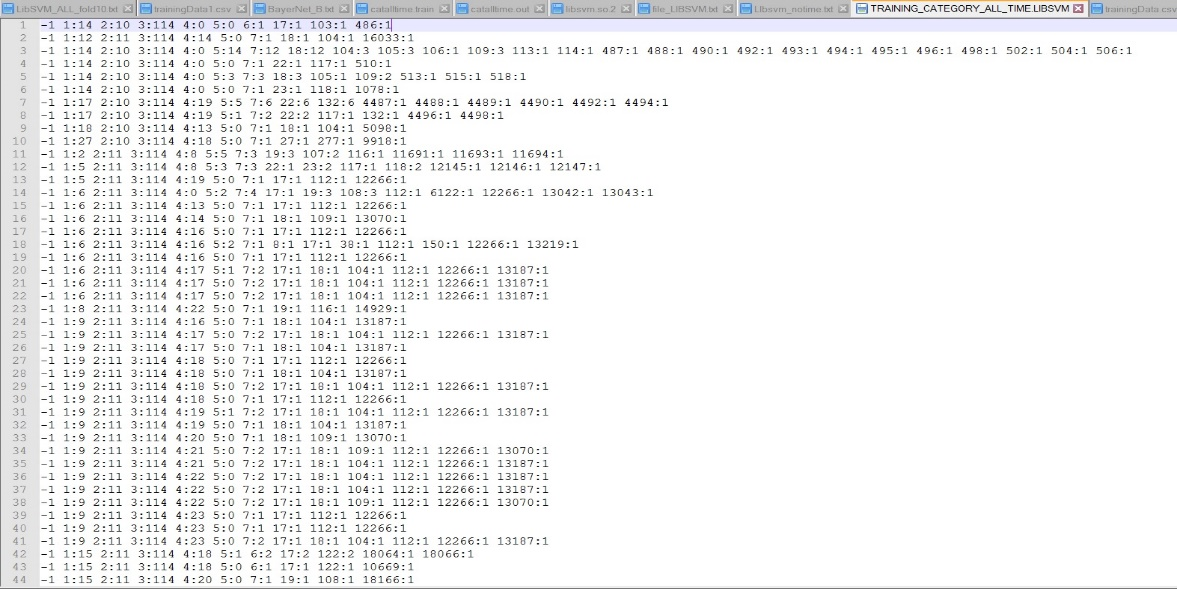 LibSVM_ALL_fold10.txt trainingData1 csv BayerNet_B.txt cataltime train cataltime out libsvm so.2 file_LIBSVM.txt LIbsvm_notime txt TRAINING_CATEGORY_ALL_TIME.LIBSVM trainingData csv
1 -1 1:14 2:10 3:114 4:0 5:0 6:1 17:1 103:1 486:1
2 -1 1:12 2:10 3:114 4:14 5:0 7:1 18:1 104:1 16033:1
3 -1 1:14 2:10 3:114 4:0 5:14 7:12 18:12 104:3 105:3 106:1 109:3 113:1 114:1 487:1 488:1 490:1 492:1 493:1 494:1 495:1 496:1 498:1 502:1 504:1 506:1
4 -1 1:14 2:10 3:114 4:0 5:0 7:1 22:1 117:1 510:1
5 -1 1:14 2:10 3:114 4:0 5:3 7:3 18:3 105:1 109:2 513:1 515:1 518:1
6 -1 1:14 2:10 3:114 4:0 5:0 7:1 23:1 118:1 1078:1
7 -1 1:17 2:10 3:114 4:19 5:5 7:6 22:6 132:6 4487:1 4488:1 4489:1 4490:1 4492:1 4494:1
8 -1 1:17 2:10 3:114 4:19 5:1 7:2 22:2 117:1 132:1 4496:1 4498:1
9 -1 1:18 2:10 3:114 4:13 5:0 7:1 18:1 104:1 5098:1
10 -1 1:27 2:10 3:114 4:18 5:0 7:1 27:1 277:1 9918:1
11 -1 1:2 2:11 3:114 4:8 5:5 7:3 19:3 107:2 116:1 11691:1 11693:1 11694:1
12 -1 1:5 2:11 3:114 4:8 5:3 7:3 22:1 23:2 117:1 118:2 12145:1 12146:1 12147:1
13 -1 1:5 2:11 3:114 4:19 5:0 7:1 17:1 112:1 12266:1
14 -1 1:6 2:11 3:114 4:0 5:2 7:4 17:1 19:3 108:3 112:1 6122:1 12266:1 13042:1 13043:1
15 -1 1:6 2:11 3:114 4:13 5:0 7:1 17:1 112:1 12266:1
16 -1 1:6 2:11 3:114 4:14 5:0 7:1 18:1 109:1 13070:1
17 -1 1:6 2:11 3:114 4:16 5:0 7:1 17:1 112:1 12266:1
18 -1 1:6 2:11 3:114 4:16 5:2 7:1 8:1 17:1 38:1 112:1 150:1 12266:1 13219:1
19 -1 1:6 2:11 3:114 4:16 5:0 7:1 17:1 112:1 12266:1
20 -1 1:6 2:11 3:114 4:17 5:1 7:2 17:1 18:1 104:1 112:1 12266:1 13187:1
21 -1 1:6 2:11 3:114 4:17 5:0 7:2 17:1 18:1 104:1 112:1 12266:1 13187:1
22 -1 1:6 2:11 3:114 4:17 5:0 7:2 17:1 18:1 104:1 112:1 12266:1 13187:1
23 -1 1:8 2:11 3:114 4:22 5:0 7:1 19:1 116:1 14929:1
24 -1 1:9 2:11 3:114 4:16 5:0 7:1 18:1 104:1 13187:1
25 -1 1:9 2:11 3:114 4:17 5:0 7:2 17:1 18:1 104:1 112:1 12266:1 13187:1
26 -1 1:9 2:11 3:114 4:17 5:0 7:1 18:1 104:1 13187:1
27 -1 1:9 2:11 3:114 4:18 5:0 7:1 17:1 112:1 12266:1
28 -1 1:9 2:11 3:114 4:18 5:0 7:1 18:1 104:1 13187:1
29 -1 1:9 2:11 3:114 4:18 5:0 7:2 17:1 18:1 104:1 112:1 12266:1 13187:1
30 -1 1:9 2:11 3:114 4:18 5:0 7:1 17:1 112:1 12266:1
31 -1 1:9 2:11 3:114 4:19 5:1 7:2 17:1 18:1 104:1 112:1 12266:1 13187:1
32 -1 1:9 2:11 3:114 4:19 5:0 7:1 18:1 104:1 13187:1
33 -1 1:9 2:11 3:114 4:20 5:0 7:1 18:1 109:1 13070:1
34 -1 1:9 2:11 3:114 4:21 5:0 7:2 17:1 18:1 109:1 112:1 12266:1 13070:1
35 -1 1:9 2:11 3:114 4:21 5:0 7:2 17:1 18:1 104:1 112:1 12266:1 13187:1
36 -1 1:9 2:11 3:114 4:22 5:0 7:2 17:1 18:1 104:1 112:1 12266:1 13187:1
37 -1 1:9 2:11 3:114 4:22 5:0 7:2 17:1 18:1 104:1 112:1 12266:1 13187:1
38 -1 1:9 2:11 3:114 4:22 5:0 7:2 17:1 18:1 109:1 112:1 12266:1 13070:1
39 -1 1:9 2:11 3:114 4:23 5:0 7:1 17:1 112:1 12266:1
40 -1 1:9 2:11 3:114 4:23 5:0 7:1 17:1 112:1 12266:1
41 -1 1:9 2:11 3:114 4:23 5:0 7:2 17:1 18:1 104:1 112:1 12266:1 13187:1
42 -1 1:15 2:11 3:114 4:18 5:1 6:2 17:2 122:2 18064:1 18066:1
43 -1 1:15 2:11 3:114 4:18 5:0 6:1 17:1 122:1 10669:1
44 -1 1:15 2:11 3:114 4:20 5:0 7:1 19:1 108:1 18166:1